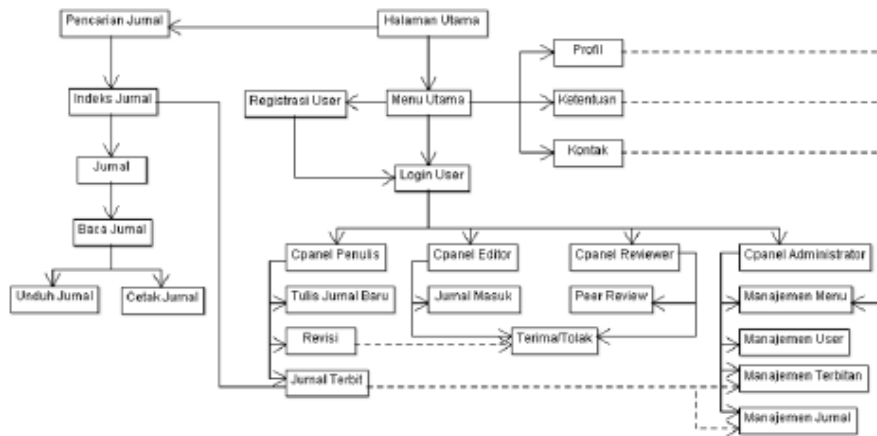 Pencarian Jurnal
Halaman Utama
Profil
Indeks Jurnal
Registrasi User
Menu Utama
Ketentuan
Kontak
Jurnal
Login User
Baca Jurnal
Cpanel Penulis
Cpanel Editor
Cpanel Reviewer
Cpanel Administrator
Unduh Jurnal
Cetak Jurnal
Tulis Jurnal Baru
Jurnal Masuk
Peer Review
Manajemen Menu
Revisi
Terima/Tolak
Manajemen User
Jurnal Terbit
Manajemen Terbitan
Manajemen Jurnal